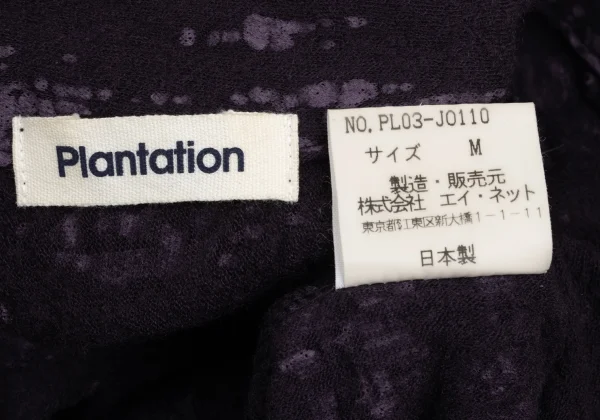 Plantation
NO. PL03-JO110
サイズ M
製造・販売元
株式会社 エイ・ネット
東京都江東区新大橋1-1-11
日本製